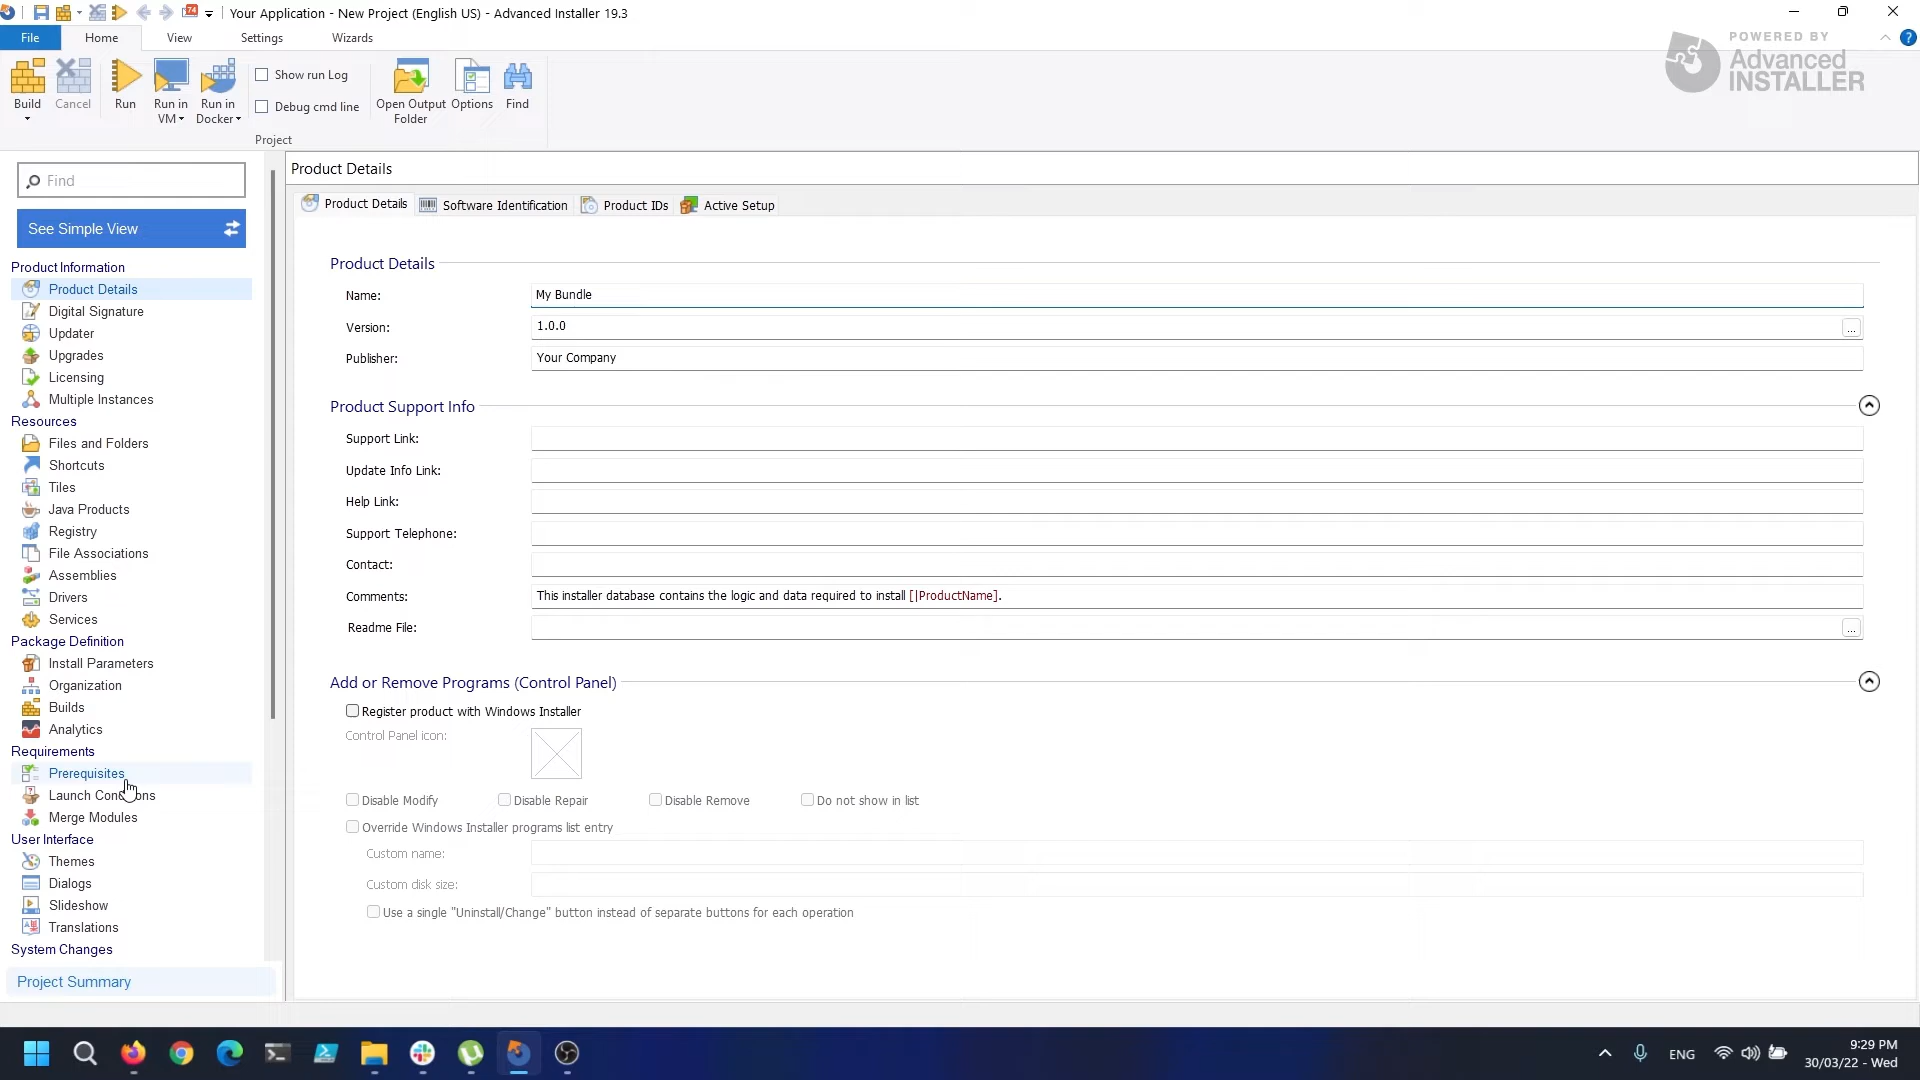 74
Your Application - New Project (English US) - Advanced Installer 19.3
File
Home
View
Settings
Wizards
?
Build
Cancel
Run
Run in
VM
Run in
Docker
Show run Log
Debug cmd line
Open Output
Folder
Options
Find
Project
POWERED BY
Advanced
INSTALLER
Find
See Simple View
Product Information
Product Details
Digital Signature
Updater
Upgrades
Licensing
Multiple Instances
Resources
Files and Folders
Shortcuts
Tiles
Java Products
Registry
File Associations
Assemblies
Drivers
Services
Package Definition
Install Parameters
Organization
Builds
Analytics
Requirements
Prerequisites
Launch Conditions
Merge Modules
User Interface
Themes
Dialogs
Slideshow
Translations
System Changes
Project Summary
Product Details
Product Details
Software Identification
Product IDs
Active Setup
Product Details
Name:
My Bundle
Version:
1.0.0
...
Publisher:
Your Company
Product Support Info
Support Link:
Update Info Link:
Help Link:
Support Telephone:
Contact:
Comments:
This installer database contains the logic and data required to install [|ProductName].
Readme File:
...
Add or Remove Programs (Control Panel)
Register product with Windows Installer
Control Panel icon:
Disable Modify
Disable Repair
Disable Remove
Do not show in list
Override Windows Installer programs list entry
Custom name:
Custom disk size:
Use a single "Uninstall/Change" button instead of separate buttons for each operation
ENG
9:29 PM
30/03/22 - Wed